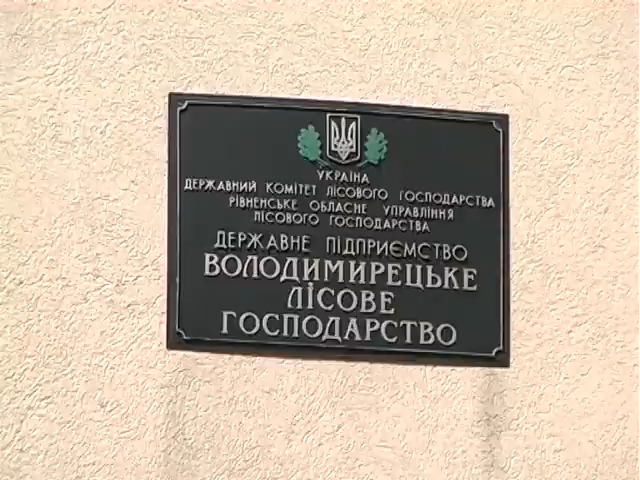 УКРАЇНА
ДЕРЖАВНИЙ КОМІТЕТ ЛІСОВОГО ГОСПОДАРСТВА
РІВНЕНСЬКЕ ОБЛАСНЕ УПРАВЛІННЯ
ЛІСОВОГО ГОСПОДАРСТВА
ДЕРЖАВНЕ ПІДПРИЄМСТВО
ВОЛОДИМИРЕЦЬКЕ
ЛІСОВЕ
ГОСПОДАРСТВО